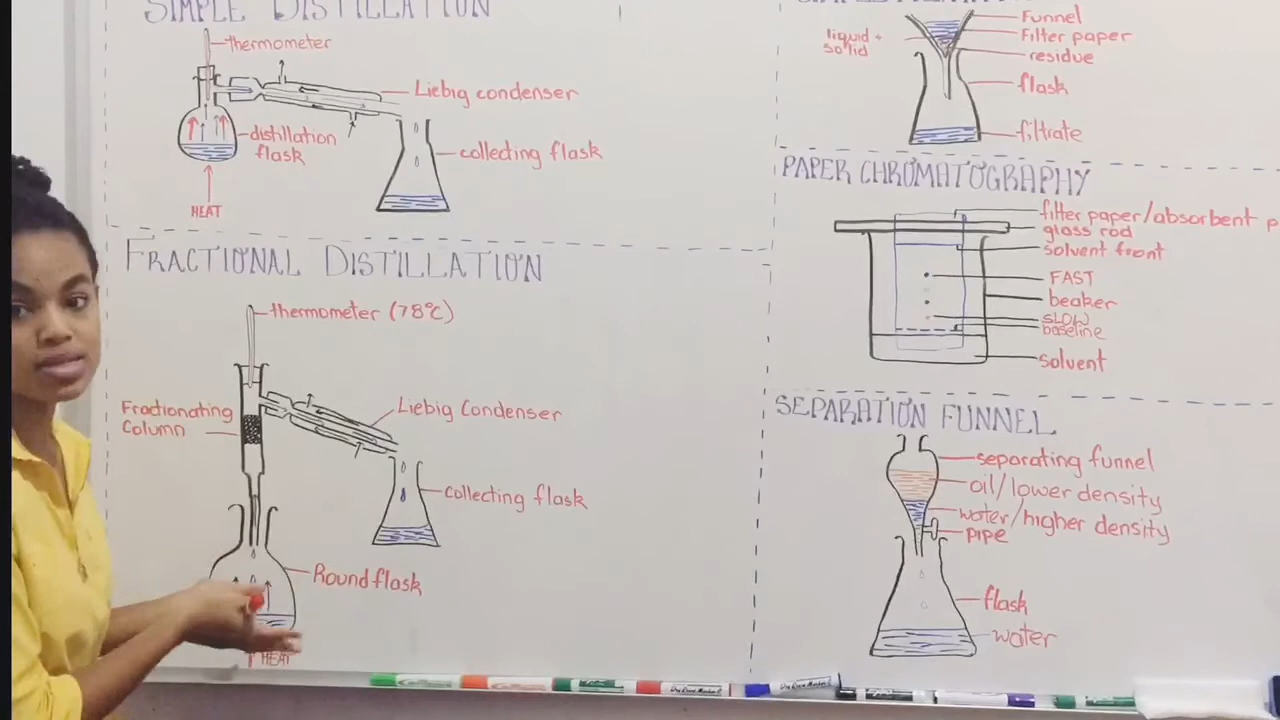 SIMPLE DISTILLATION
thermometer
Liebig condenser
distillation
flask
collecting flask
HEAT
FRACTIONAL DISTILLATION
thermometer (78°C)
Fractionating
Column
Liebig Condenser
collecting flask
Round flask
HEAT
Funnel
Filter paper
liquid +
solid
residue
flask
filtrate
PAPER CHROMATOGRAPHY
filter paper/absorbent p
glass rod
solvent front
FAST
beaker
SLOW
baseline
solvent
SEPARATION FUNNEL
separating funnel
oil/lower density
water/higher density
pipe
flask
water